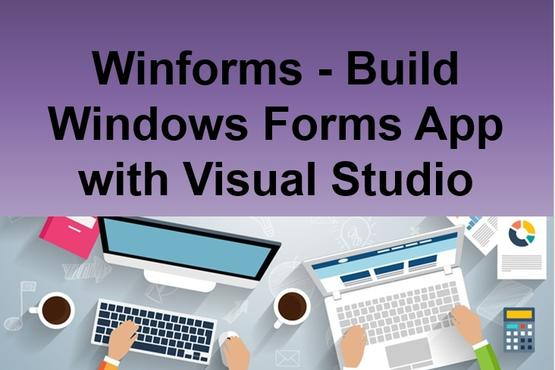 Winforms - Build
Windows Forms App
with Visual Studio